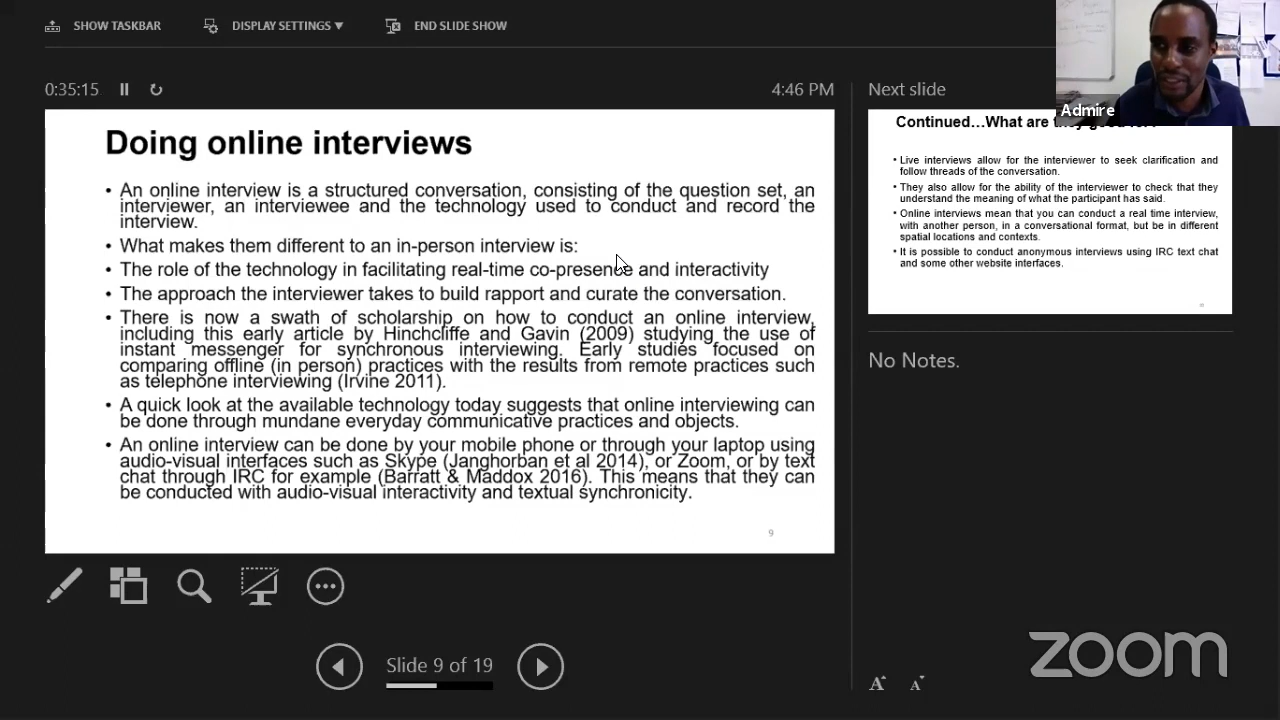 SHOW TASKBAR
DISPLAY SETTINGS
END SLIDE SHOW
0:35:15
4:46 PM
Doing online interviews
• An online interview is a structured conversation, consisting of the question set, an
interviewer, an interviewee and the technology used to conduct and record the
interview.
• What makes them different to an in-person interview is:
• The role of the technology in facilitating real-time co-presence and interactivity
• The approach the interviewer takes to build rapport and curate the conversation.
• There is now a swath of scholarship on how to conduct an online interview,
including this early article by Hinchcliffe and Gavin (2009) studying the use of
instant messenger for synchronous interviewing. Early studies focused on
comparing offline (in person) practices with the results from remote practices such
as telephone interviewing (Irvine 2011).
• A quick look at the available technology today suggests that online interviewing can
be done through mundane everyday communicative practices and objects.
• An online interview can be done by your mobile phone or through your laptop using
audio-visual interfaces such as Skype (Janghorban et al 2014), or Zoom, or by text
chat through IRC for example (Barratt & Maddox 2016). This means that they can
be conducted with audio-visual interactivity and textual synchronicity.
9
Slide 9 of 19
Next slide
Admire
Continued...What are they good for?
• Live interviews allow for the interviewer to seek clarification and
follow threads of the conversation.
• They also allow for the ability of the interviewer to check that they
understand the meaning of what the participant has said.
• Online interviews mean that you can conduct a real time interview,
with another person, in a conversational format, but be in different
spatial locations and contexts.
• It is possible to conduct anonymous interviews using IRC text chat
and some other website interfaces.
No Notes.
A A
zoom